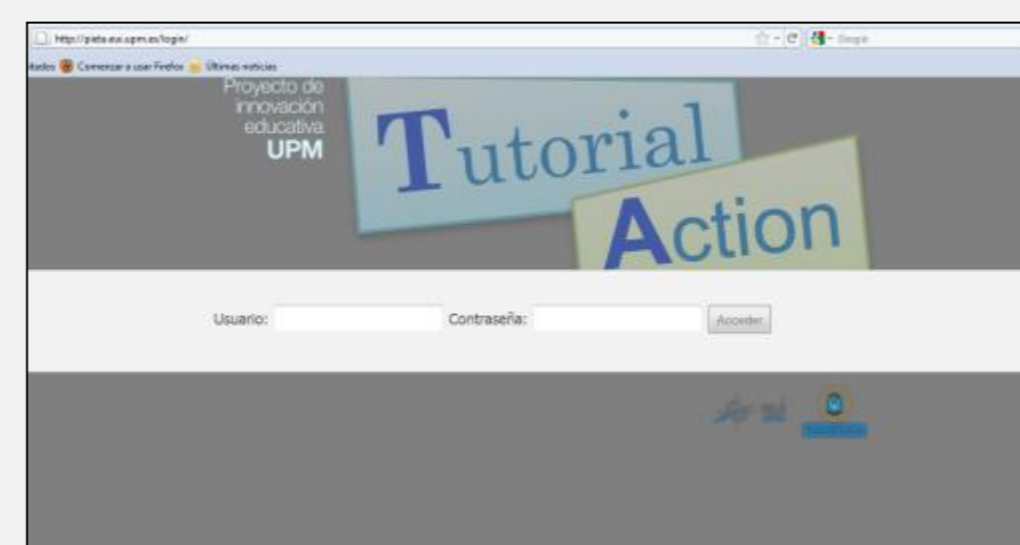 http://pieta.eui.upm.es/login/
Google
Comenzar a usar Firefox Últimas noticias
Proyecto de
innovación
educativa
UPM
Tutorial
Action
Usuario:
Contraseña:
Acceder